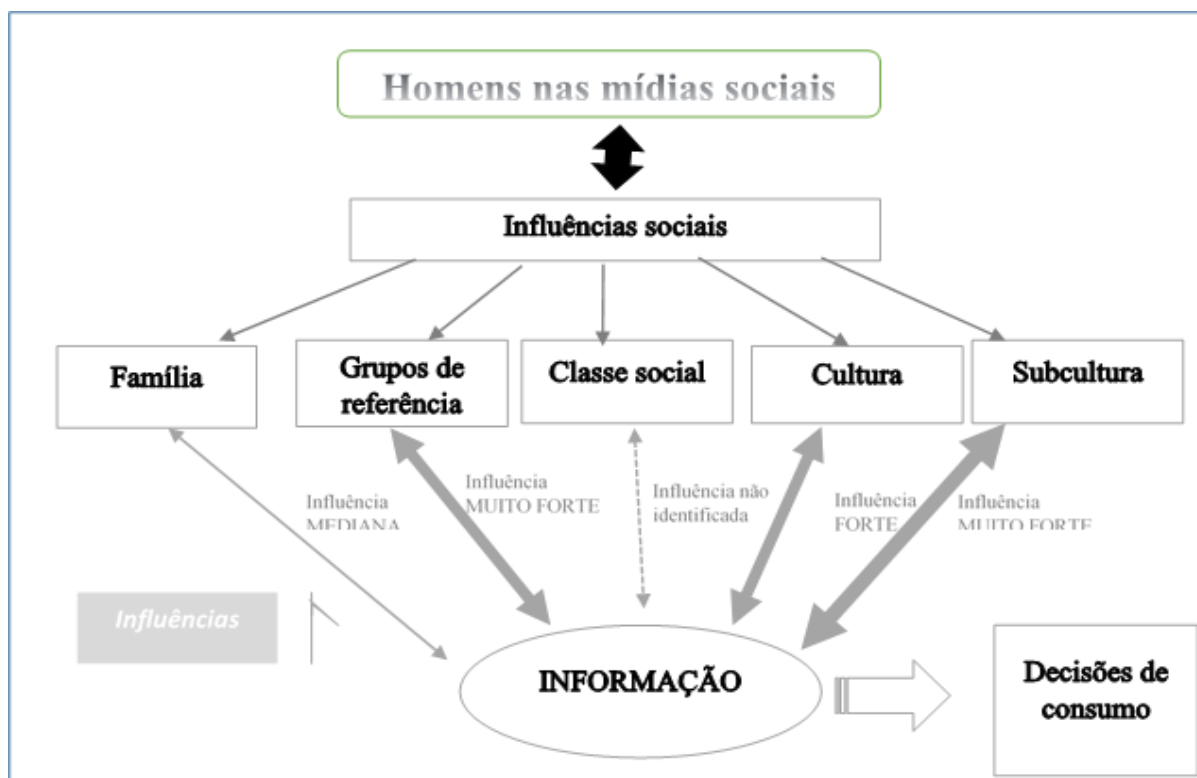 Homens nas mídias sociais
Influências sociais
Família
Grupos de
referência
Classe social
Cultura
Subcultura
Influência
MEDIANA
Influência
MUITO FORTE
Influência não
identificada
Influência
FORTE
Influência
MUITO FORTE
Influências
INFORMAÇÃO
Decisões de
consumo